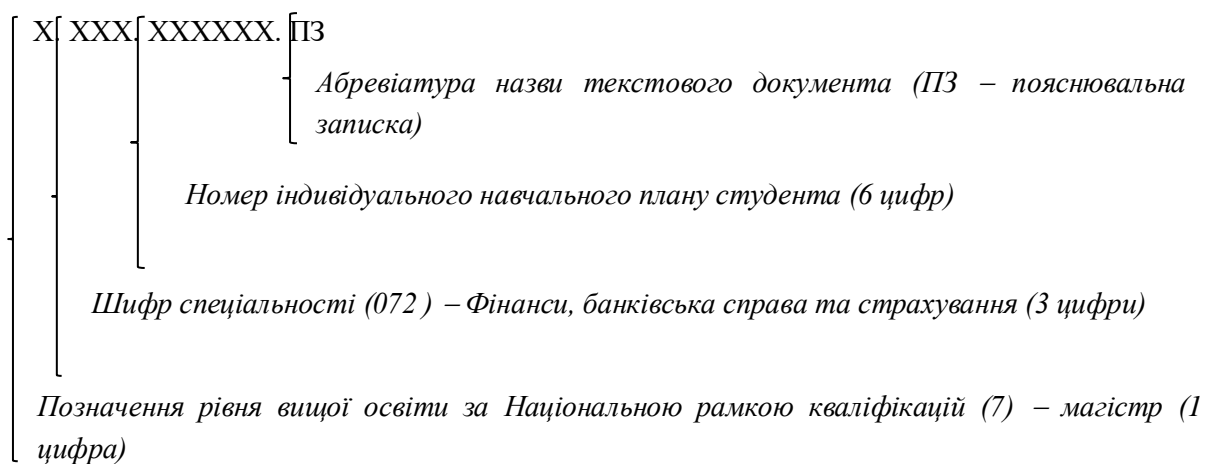 Х. ХХХ. ХХХХХХ. ПЗ
Абревіатура назви текстового документа (ПЗ – пояснювальна
записка)
Номер індивідуального навчального плану студента (6 цифр)
Шифр спеціальності (072 ) – Фінанси, банківська справа та страхування (3 цифри)
Позначення рівня вищої освіти за Національною рамкою кваліфікацій (7) – магістр (1
цифра)